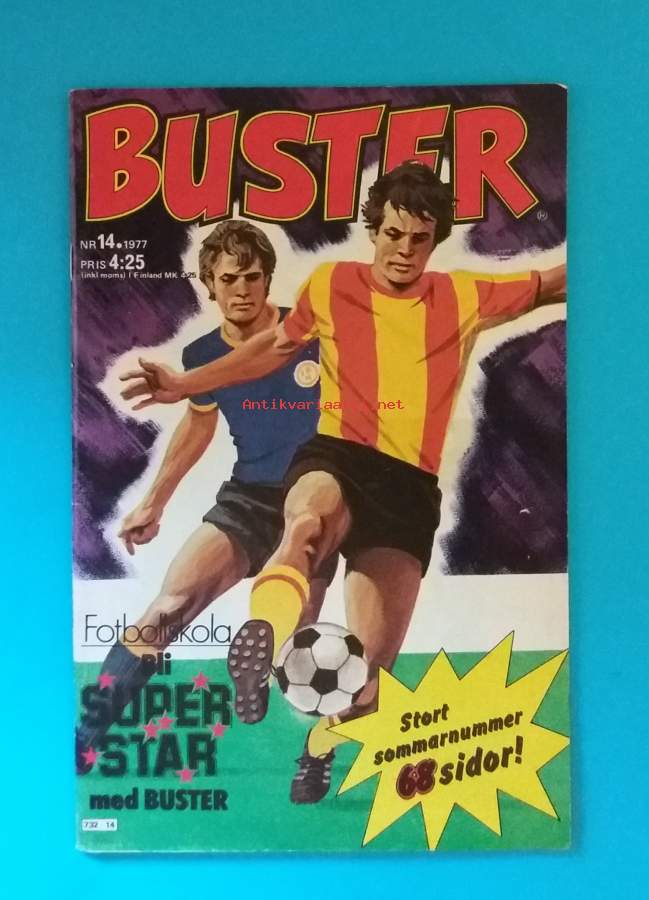 BUSTER
NR 14. 1977
PRIS 4:25
(inkl moms) I Finland MK 4:25
Antikvariaatti.net
Fotbollskola
Bli
SUPER
STAR
med BUSTER
Stort
sommarnummer
68 sidor!
732 14